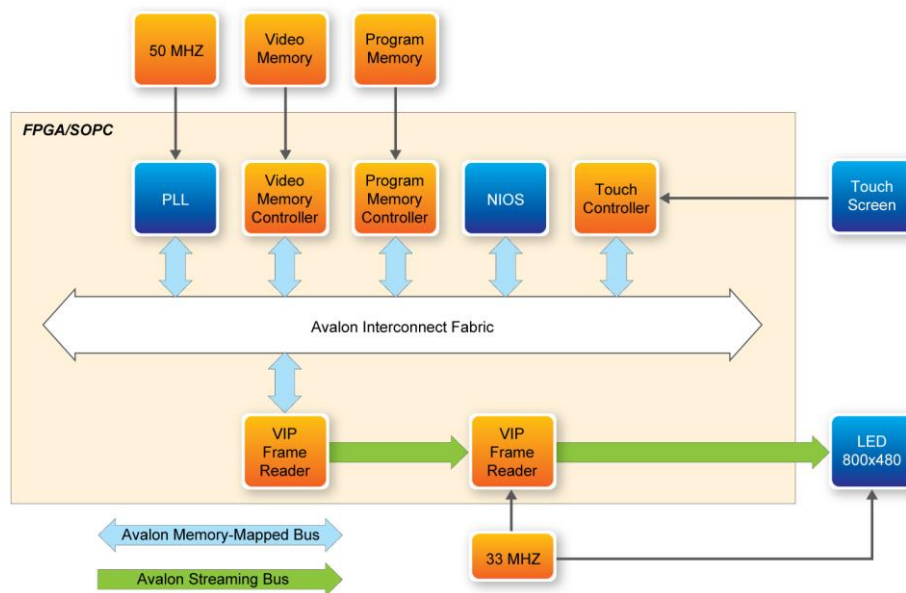 50 MHZ
Video
Memory
Program
Memory
FPGA/SOPC
PLL
Video
Memory
Controller
Program
Memory
Controller
NIOS
Touch
Controller
Touch
Screen
Avalon Interconnect Fabric
VIP
Frame
Reader
VIP
Frame
Reader
LED
800x480
Avalon Memory-Mapped Bus
33 MHZ
Avalon Streaming Bus